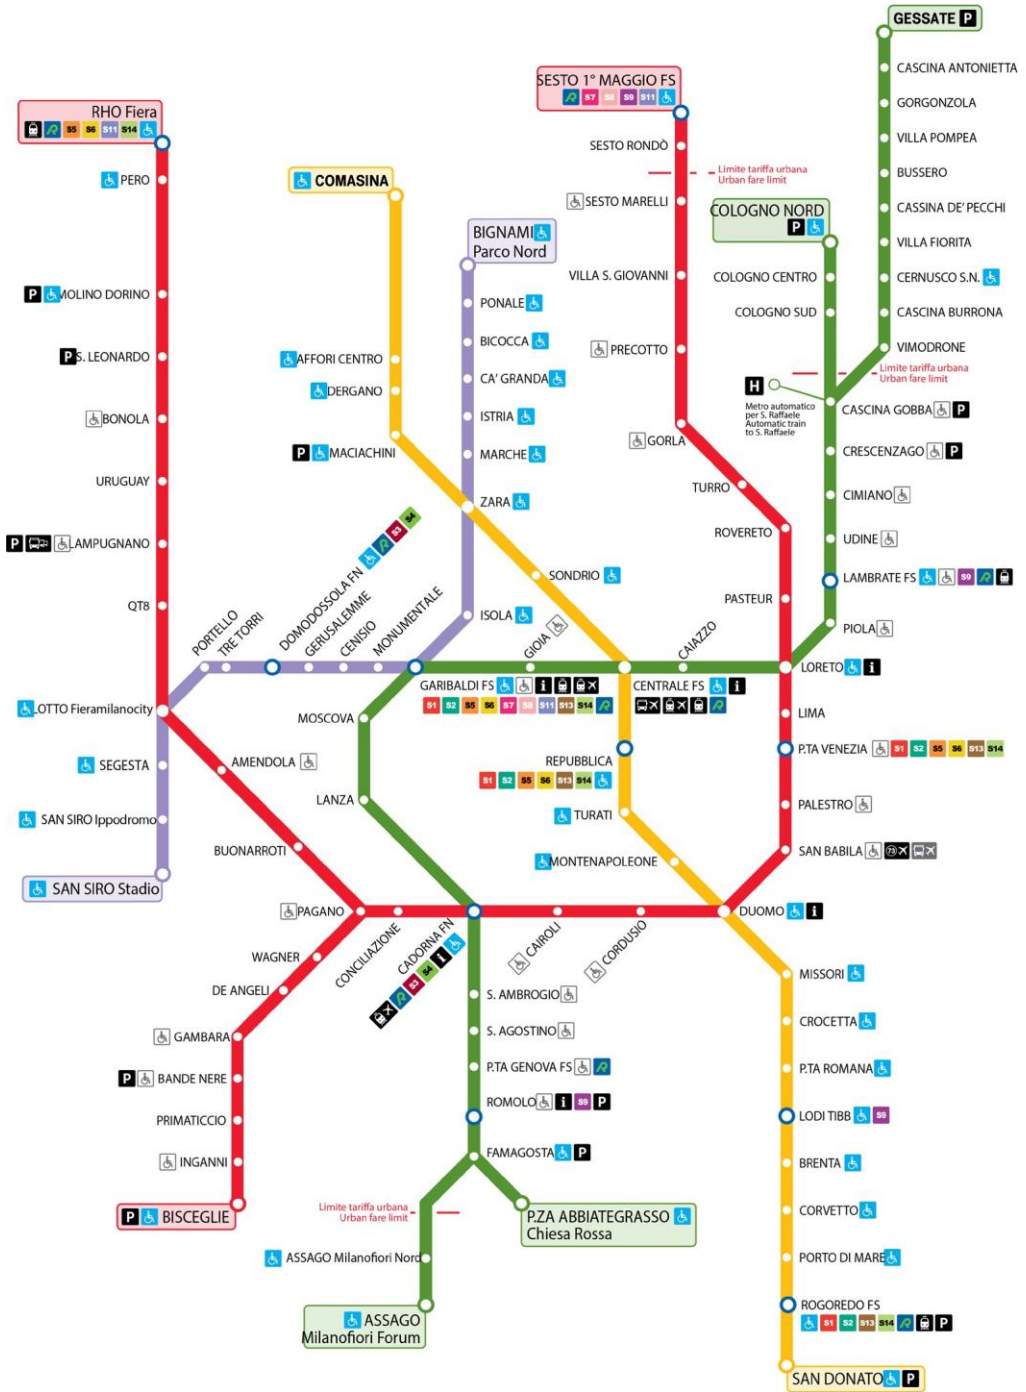 GESSATE P
CASCINA ANTONIETTA
GORGONZOLA
VILLA POMPEA
BUSSERO
CASSINA DE' PECCHI
VILLA FIORITA
CERNUSCO S.N.
CASCINA BURRONA
VIMODRONE
Limite tariffa urbana
Urban fare limit
SESTO 1° MAGGIO FS
R S7 S8 S9 S11
SESTO RONDÒ
Limite tariffa urbana
Urban fare limit
SESTO MARELLI
VILLA S. GIOVANNI
PRECOTTO
GORLA
TURRO
ROVERETO
PASTEUR
COLOGNO NORD
P
COLOGNO CENTRO
COLOGNO SUD
H
Metro automatico
per S. Raffaele
Automatic train
to S. Raffaele
CASCINA GOBBA P
CRESCENZAGO P
CIMIANO
UDINE
LAMBRATE FS S9 R
PIOLA
LORETO i
RHO Fiera
R S5 S6 S11 S14
PERO
P MOLINO DORINO
P S. LEONARDO
BONOLA
URUGUAY
P LAMPUGNANO
QT8
LOTTO Fieramilanocity
SEGESTA
SAN SIRO Ippodromo
SAN SIRO Stadio
COMASINA
AFFORI CENTRO
DERGANO
P MACIACHINI
BIGNAMI
Parco Nord
PONALE
BICOCCA
CA' GRANDA
ISTRIA
MARCHE
ZARA
SONDRIO
ISOLA
PORTELLO
TRE TORRI
DOMODOSSOLA FN R S3 S4
GERUSALEMME
CENISIO
MONUMENTALE
GIOIA
CAIAZZO
GARIBALDI FS i
S1 S2 S5 S6 S7 S8 S11 S13 S14 R
CENTRALE FS i
R
MOSCOVA
LANZA
REPUBBLICA
S1 S2 S5 S6 S13 S14
TURATI
MONTENAPOLEONE
LIMA
P.TA VENEZIA S1 S2 S5 S6 S13 S14
PALESTRO
SAN BABILA 73
DUOMO i
AMENDOLA
BUONARROTI
PAGANO
CONCILIAZIONE
CADORNA FN
R S3 S4 i
CAIROLI
CORDUSIO
WAGNER
DE ANGELI
GAMBARA
P BANDE NERE
PRIMATICCIO
INGANNI
P BISCEGLIE
S. AMBROGIO
S. AGOSTINO
P.TA GENOVA FS R
ROMOLO i S9 P
FAMAGOSTA P
Limite tariffa urbana
Urban fare limit
P.ZA ABBIATEGRASSO
Chiesa Rossa
ASSAGO Milanofiori Nord
ASSAGO
Milanofiori Forum
MISSORI
CROCETTA
P.TA ROMANA
LODI TIBB S9
BRENTA
CORVETTO
PORTO DI MARE
ROGOREDO FS
S1 S2 S13 S14 R P
SAN DONATO P